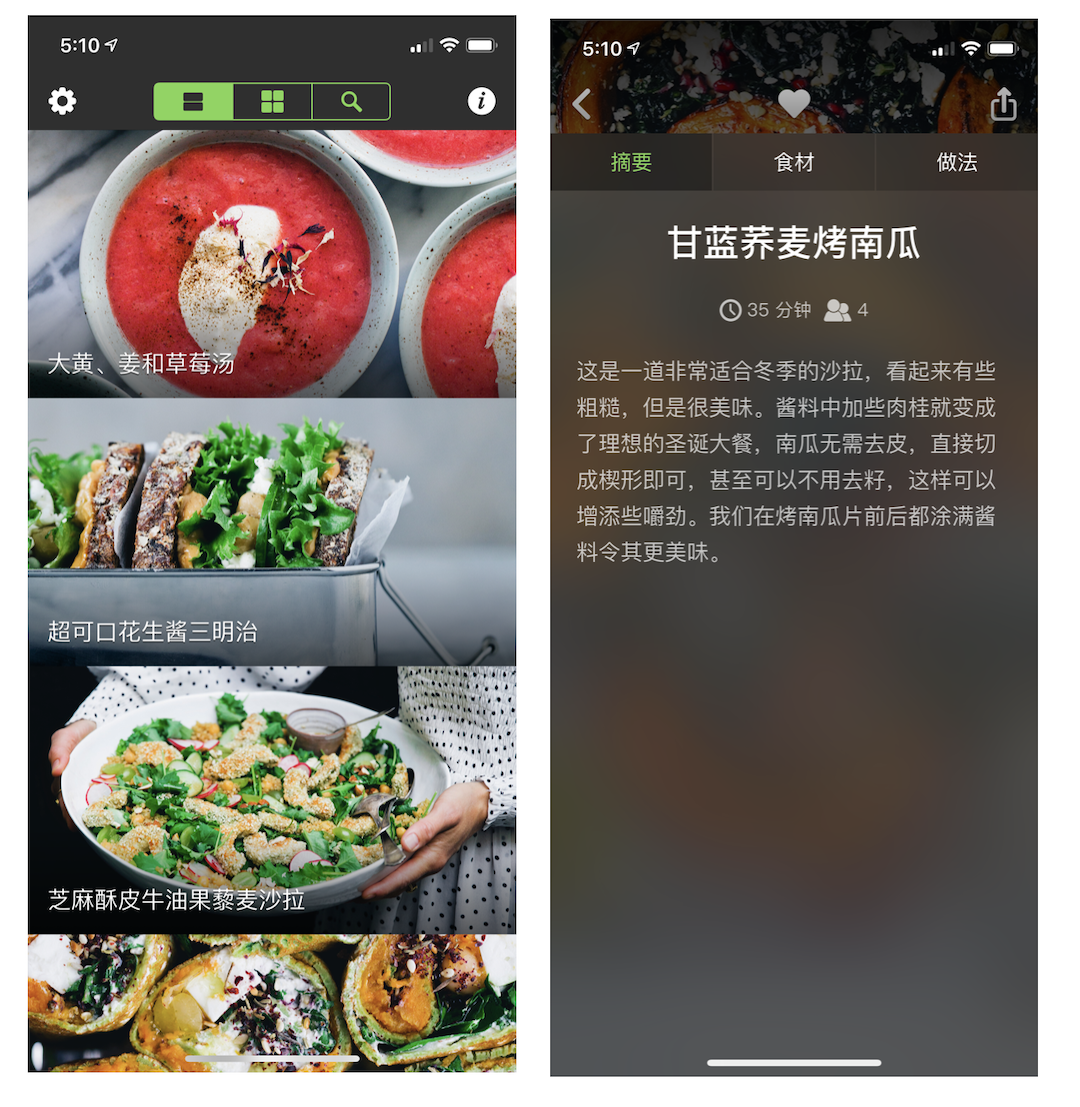 5:10
大黄、姜和草莓汤
超可口花生酱三明治
芝麻酥皮牛油果藜麦沙拉
5:10
摘要
食材
做法
甘蓝荞麦烤南瓜
35 分钟 4
这是一道非常适合冬季的沙拉，看起来有些
粗糙，但是很美味。酱料中加些肉桂就变成
了理想的圣诞大餐，南瓜无需去皮，直接切
成楔形即可，甚至可以不用去籽，这样可以
增添些嚼劲。我们在烤南瓜片前后都涂满酱
料令其更美味。